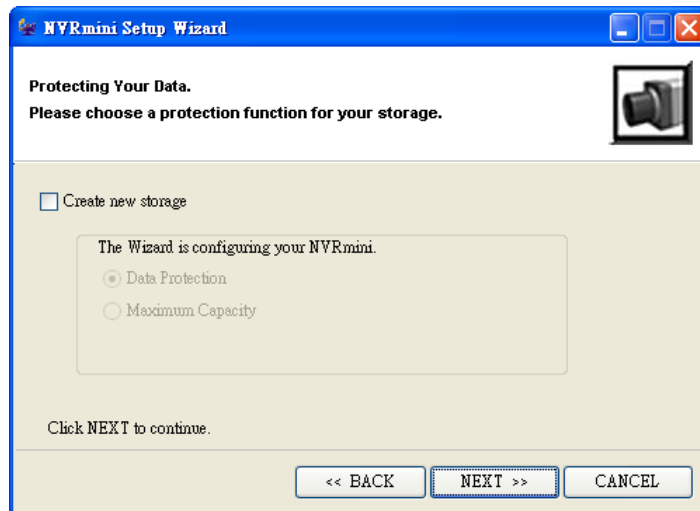 NVRmini Setup Wizard
Protecting Your Data.
Please choose a protection function for your storage.
Create new storage
The Wizard is configuring your NVRmini.
Data Protection
Maximum Capacity
Click NEXT to continue.
<< BACK
NEXT >>
CANCEL